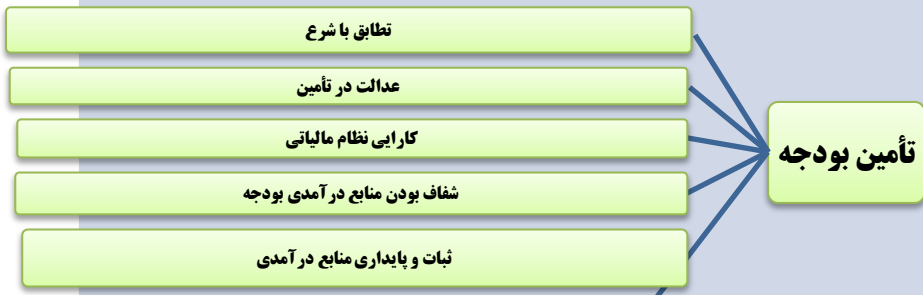 تأمین بودجه
تطابق با شرع
عدالت در تأمین
کارایی نظام مالیاتی
شفاف بودن منابع درآمدی بودجه
ثبات و پایداری منابع درآمدی